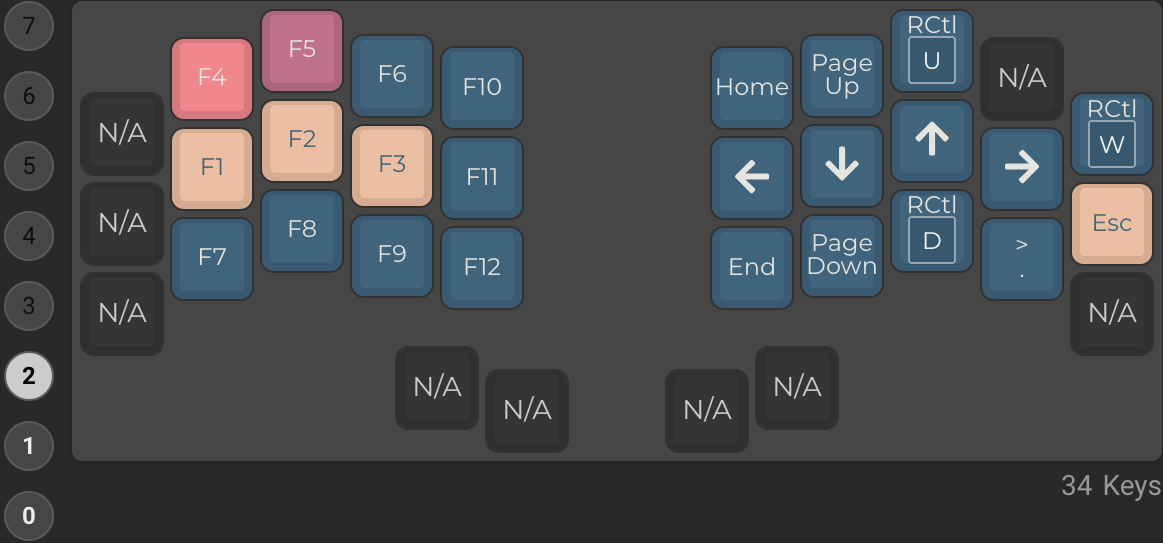 7
6
5
4
3
2
1
0
N/A
N/A
N/A
F4
F1
F7
F5
F2
F8
F6
F3
F9
F10
F11
F12
N/A
N/A
Home
←
End
Page
Up
↓
Page
Down
RCtl
U
↑
RCtl
D
N/A
→
>
.
RCtl
W
Esc
N/A
N/A
N/A
34 Keys